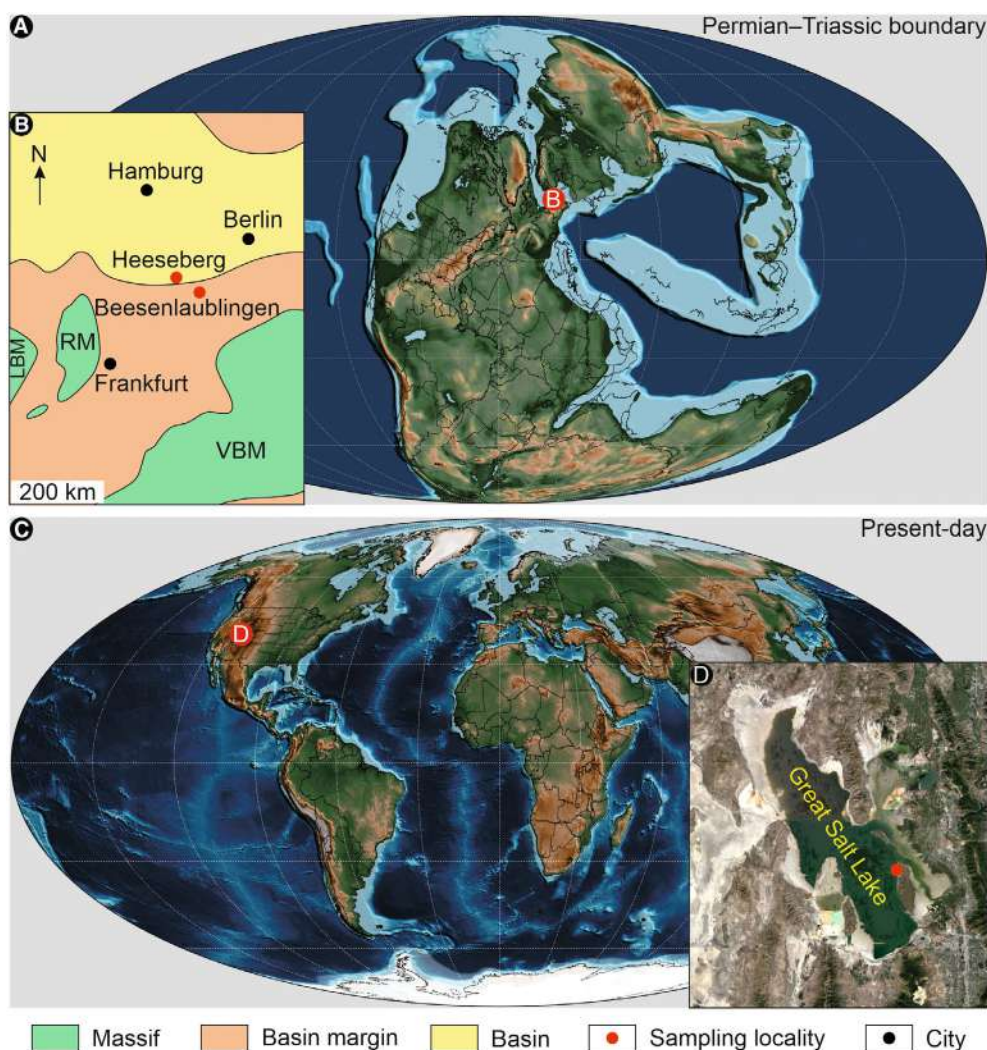 A
Permian–Triassic boundary
B
B
N
Hamburg
Berlin
Heeseberg
Beesenlaublingen
RM
LBM
Frankfurt
VBM
200 km
C
Present-day
D
D
Great Salt Lake
Massif
Basin margin
Basin
Sampling locality
City